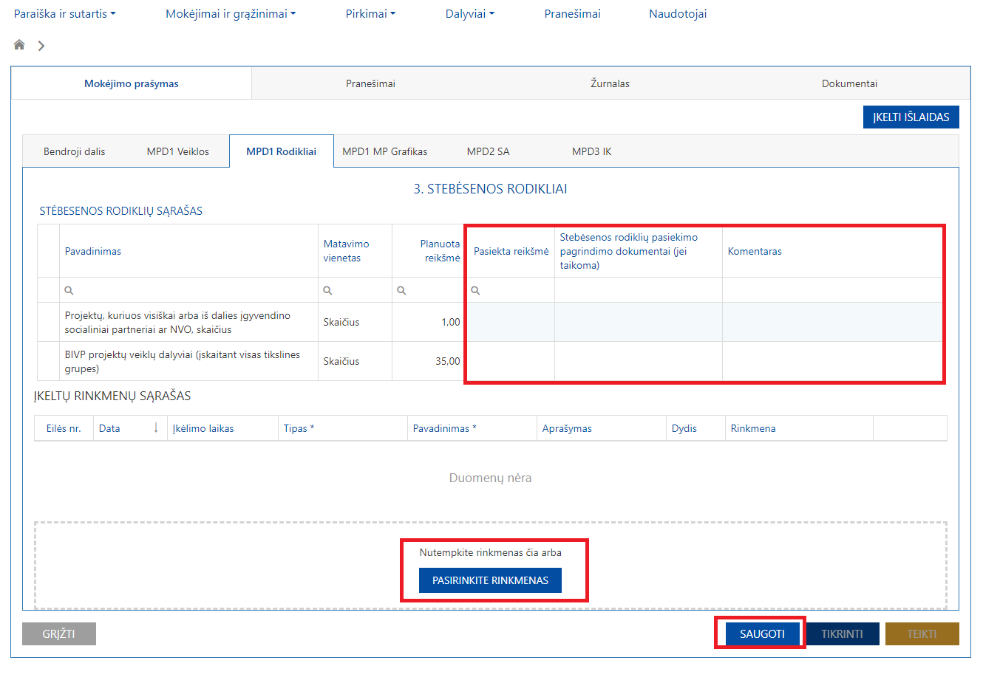 Paraiška ir sutartis
Mokėjimai ir grąžinimai
Pirkimai
Dalyviai
Pranešimai
Naudotojai
Mokėjimo prašymas
Pranešimai
Žurnalas
Dokumentai
ĮKELTI IŠLAIDAS
Bendroji dalis
MPD1 Veiklos
MPD1 Rodikliai
MPD1 MP Grafikas
MPD2 SA
MPD3 IK
3. STEBĖSENOS RODIKLIAI
STĖBESENOS RODIKLIŲ SĄRAŠAS
Pavadinimas
Matavimo
vienetas
Planuota
reikšmė
Pasiekta reikšmė
Stebėsenos rodiklių pasiekimo
pagrindimo dokumentai (jei
taikoma)
Komentaras
Projektų, kuriuos visiškai arba iš dalies įgyvendino
socialiniai partneriai ar NVO, skaičius
Skaičius
1,00
BIVP projektų veiklų dalyviai (įskaitant visas tikslines
grupes)
Skaičius
35,00
ĮKELTŲ RINKMENŲ SĄRAŠAS
Eilės nr.
Data
Įkėlimo laikas
Tipas *
Pavadinimas *
Aprašymas
Dydis
Rinkmena
Duomenų nėra
Nutempkite rinkmenas čia arba
PASIRINKITE RINKMENAS
GRĮŽTI
SAUGOTI
TIKRINTI
TEIKTI